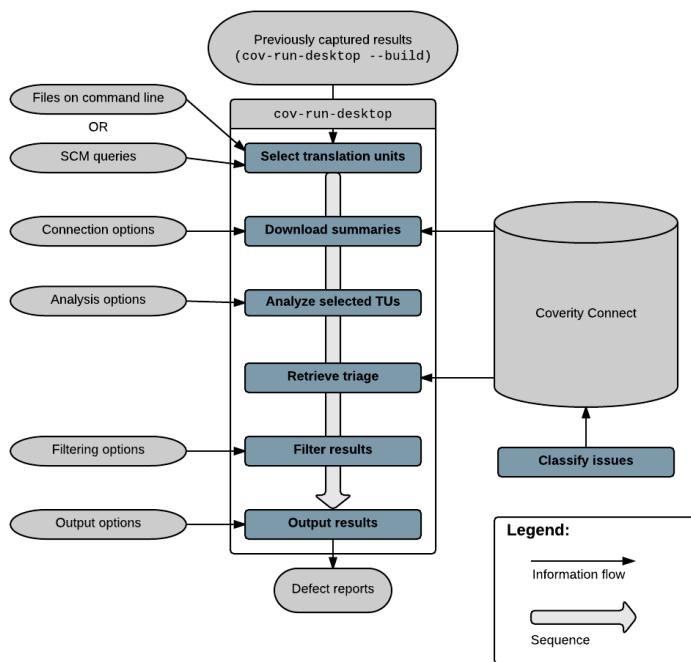 Previously captured results
(cov-run-desktop --build)
Files on command line
OR
SCM queries
cov-run-desktop
Select translation units
Connection options
Download summaries
Analysis options
Analyze selected TUs
Coverity Connect
Retrieve triage
Filtering options
Filter results
Classify issues
Output options
Output results
Defect reports
Legend:
Information flow
Sequence